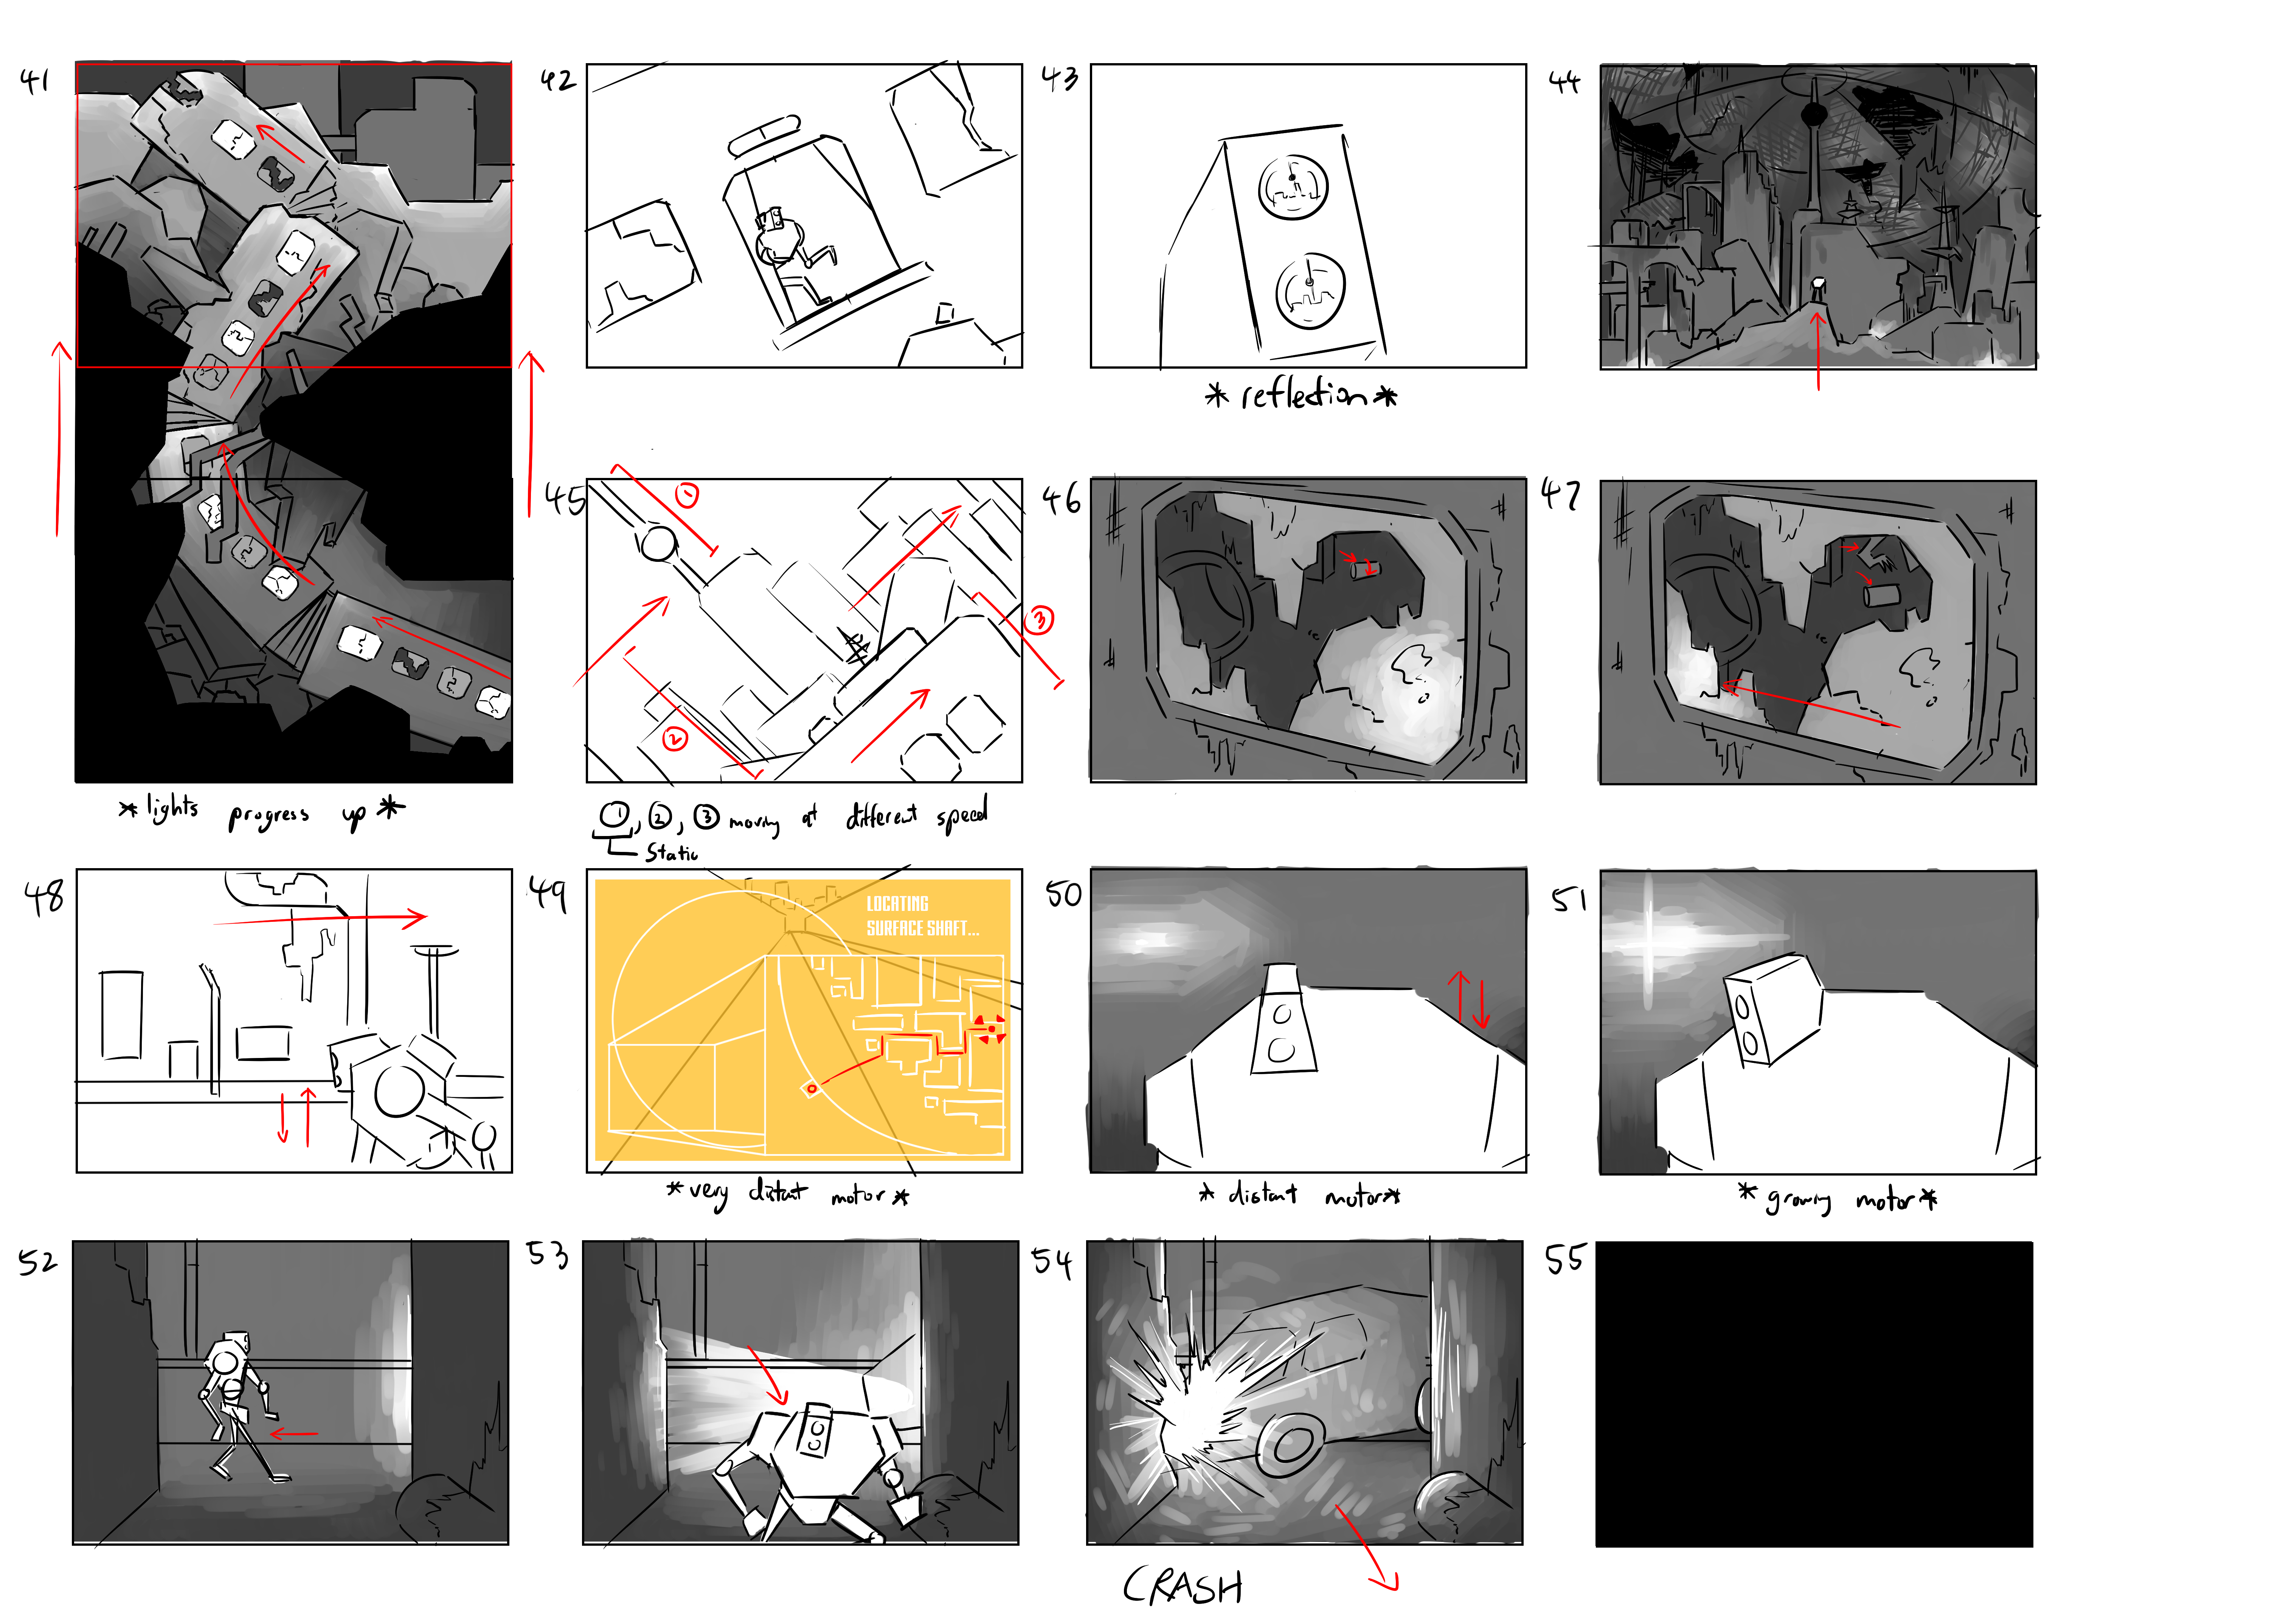 41
42
43
44
*reflection*
45
1
2
3
46
47
*lights progress up*
1, 2, 3 moving at different speed
Static
48
49
LOCATING
SURFACE SHAFT...
50
51
*very distant motor*
*distant motor*
*growing motor*
52
53
54
55
CRASH